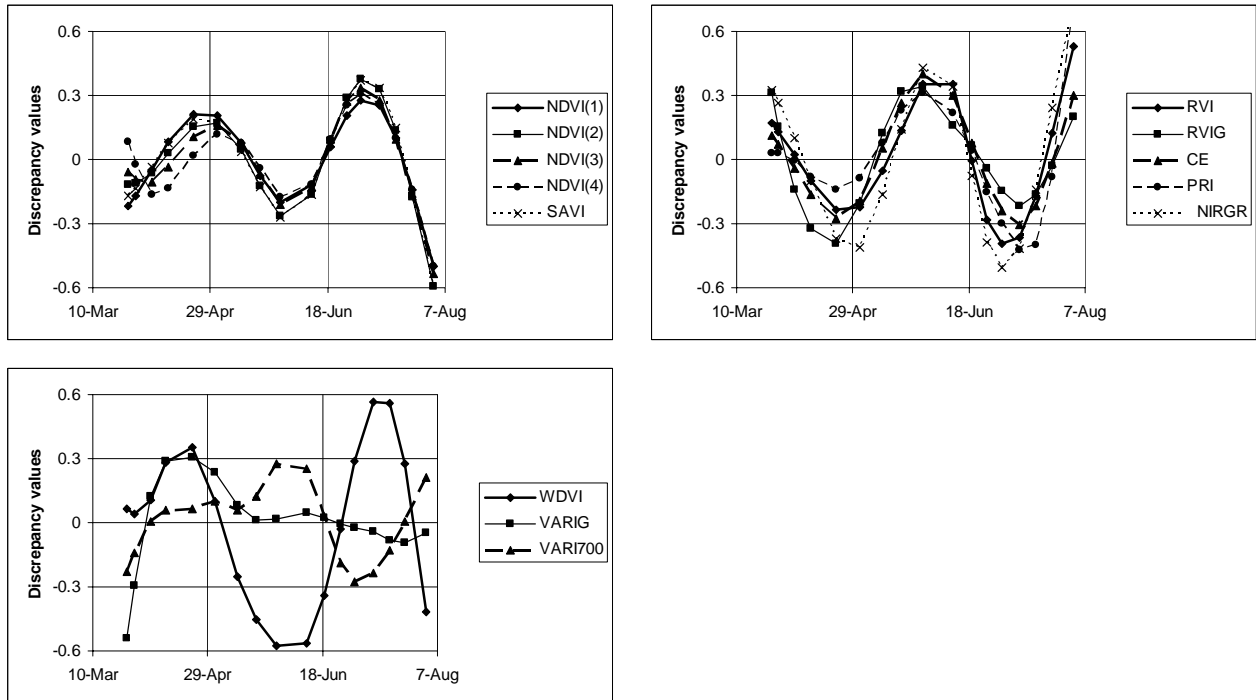 0.6
0.3
0
-0.3
-0.6
Discrepancy values
10-Mar 29-Apr 18-Jun 7-Aug
NDVI(1)
NDVI(2)
NDVI(3)
NDVI(4)
SAVI
0.6
0.3
0
-0.3
-0.6
Discrepancy values
10-Mar 29-Apr 18-Jun 7-Aug
RVI
RVIG
CE
PRI
NIRGR
0.6
0.3
0
-0.3
-0.6
Discrepancy values
10-Mar 29-Apr 18-Jun 7-Aug
WDVI
VARIG
VARI700